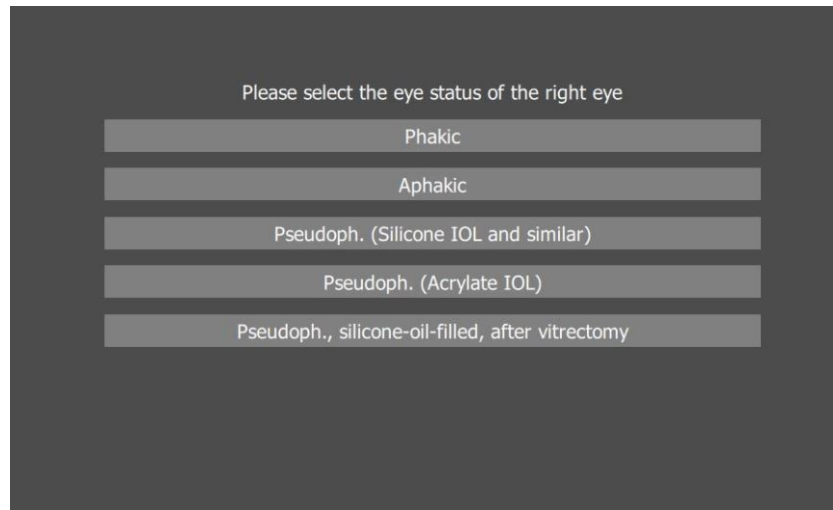 Please select the eye status of the right eye
Phakic
Aphakic
Pseudoph. (Silicone IOL and similar)
Pseudoph. (Acrylate IOL)
Pseudoph., silicone-oil-filled, after vitrectomy